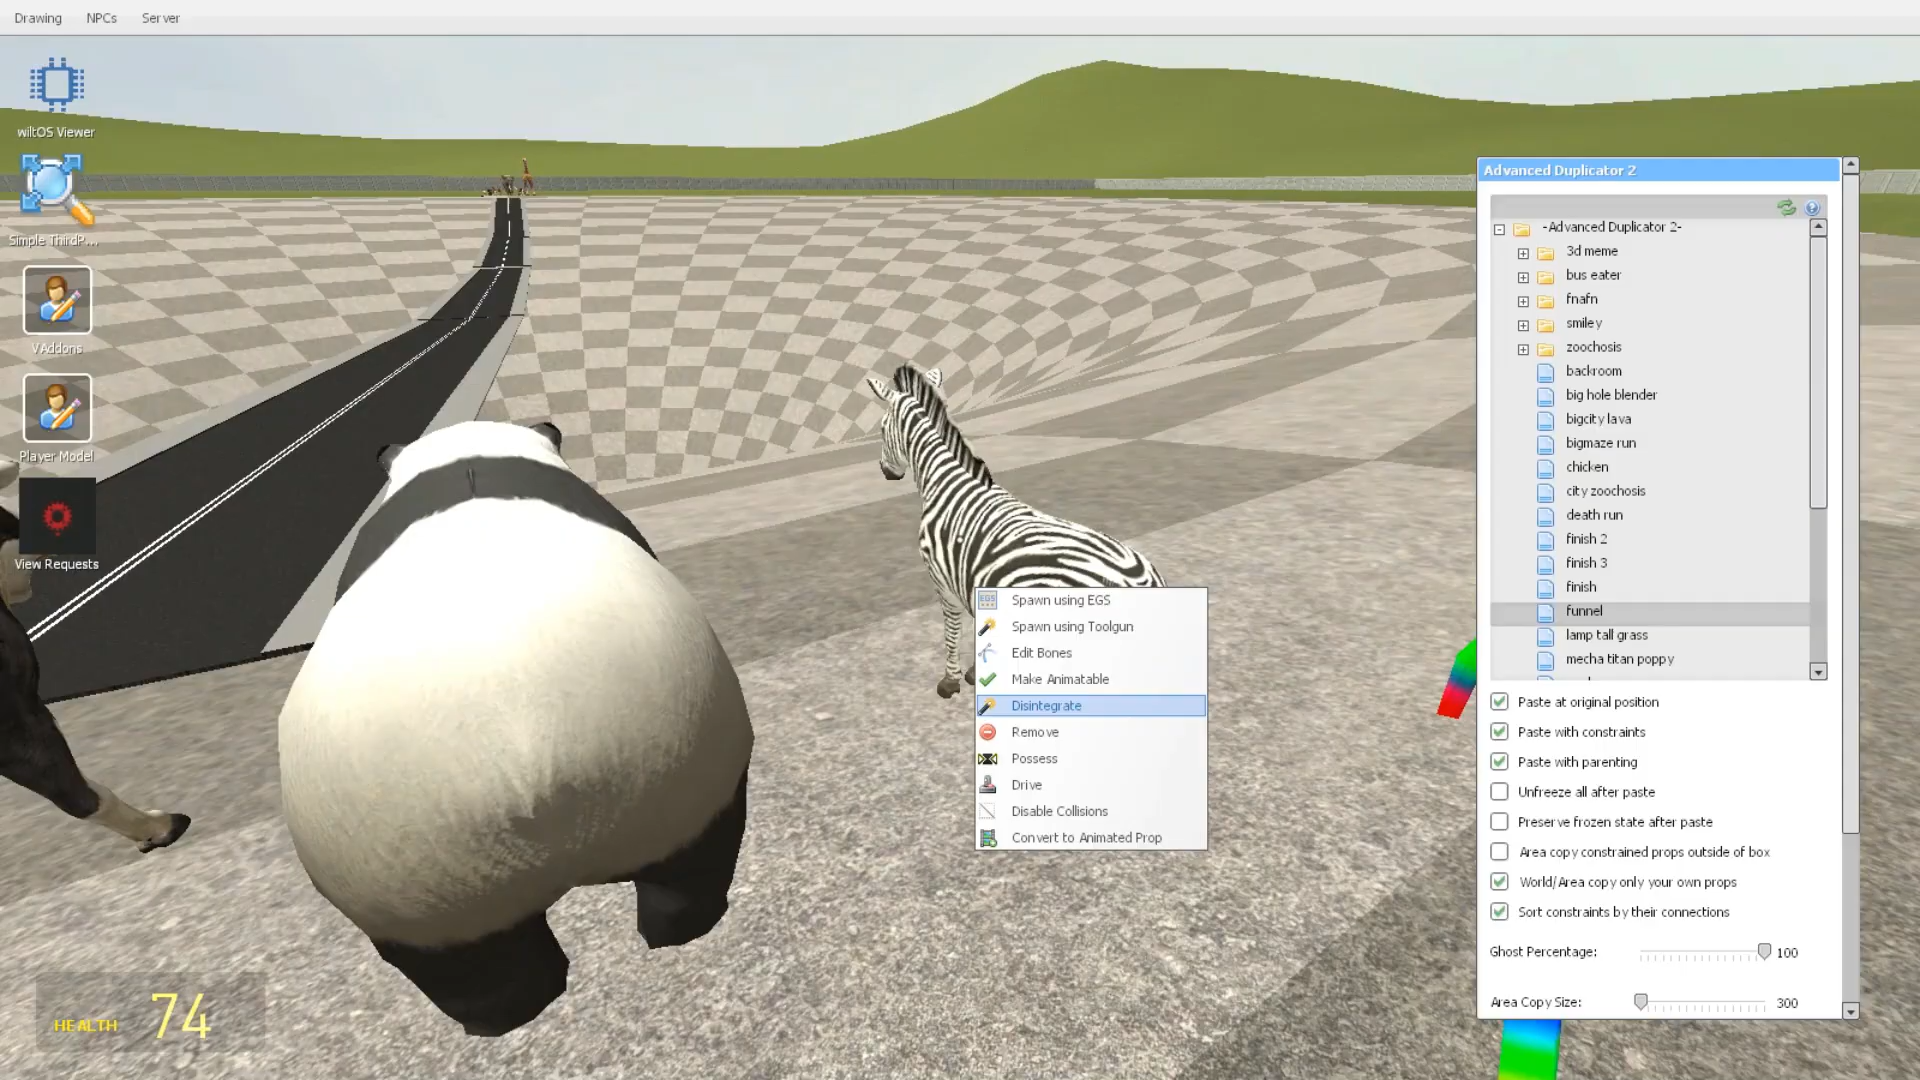 Drawing NPCs Server
wiltOS Viewer
Simple ThirdP...
VAddons
Player Model
View Requests
HEALTH 74
Spawn using EGS
Spawn using Toolgun
Edit Bones
Make Animatable
Disintegrate
Remove
Possess
Drive
Disable Collisions
Convert to Animated Prop
Advanced Duplicator 2
-Advanced Duplicator 2-
3d meme
bus eater
fnafn
smiley
zoochosis
backroom
big hole blender
bigcity lava
bigmaze run
chicken
city zoochosis
death run
finish 2
finish 3
finish
funnel
lamp tall grass
mecha titan poppy
Paste at original position
Paste with constraints
Paste with parenting
Unfreeze all after paste
Preserve frozen state after paste
Area copy constrained props outside of box
World/Area copy only your own props
Sort constraints by their connections
Ghost Percentage: 100
Area Copy Size: 300